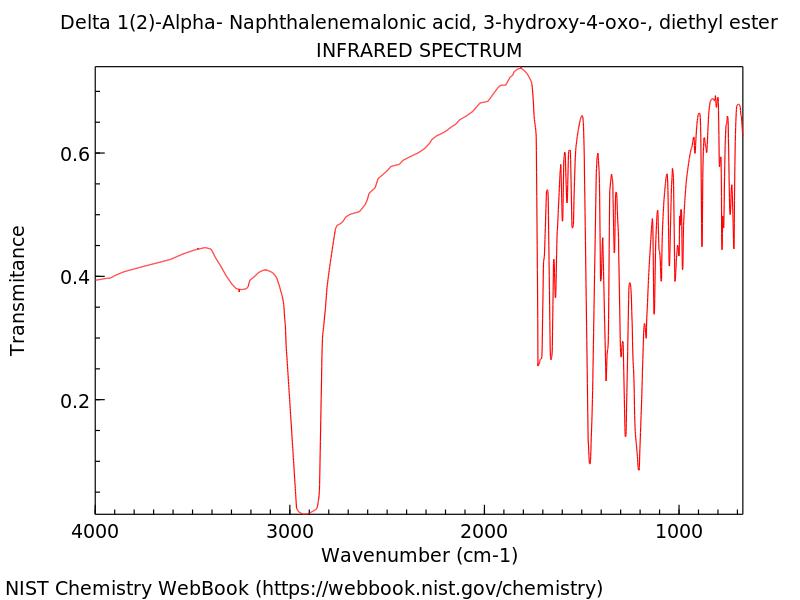 Delta 1(2)-Alpha- Naphthalenemalonic acid, 3-hydroxy-4-oxo-, diethyl ester
INFRARED SPECTRUM
Transmitance
0.6
0.4
0.2
4000 3000 2000 1000
Wavenumber (cm-1)
NIST Chemistry WebBook (https://webbook.nist.gov/chemistry)